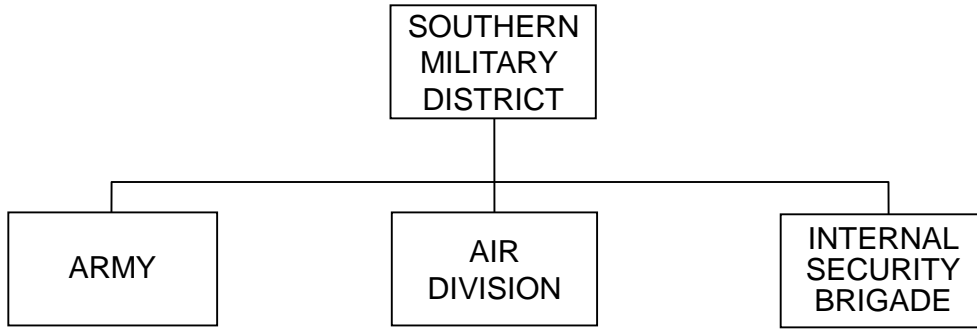 SOUTHERN
MILITARY
DISTRICT
ARMY
AIR
DIVISION
INTERNAL
SECURITY
BRIGADE